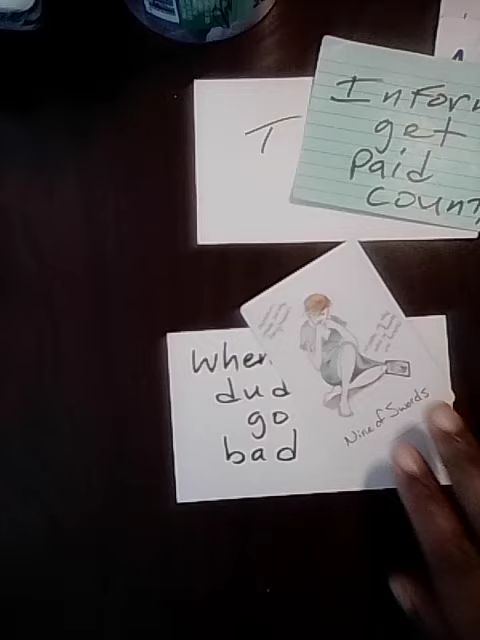 Inform
get
paid
count
T
When
dud
go
bad
Nine of Swords